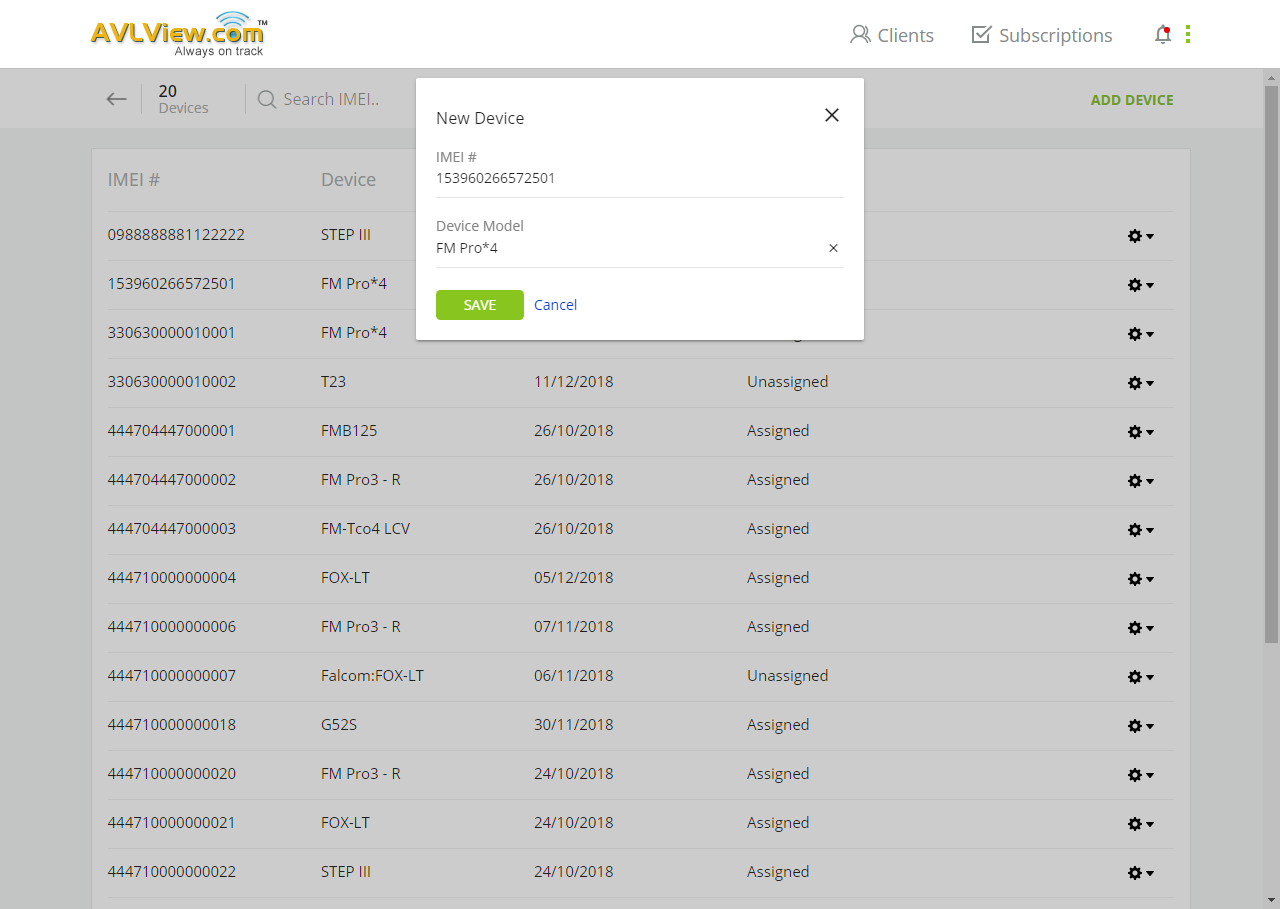 AVLView.com™
Always on track
Clients
Subscriptions
20
Devices
Search IMEI..
ADD DEVICE
New Device
IMEI #
153960266572501
Device Model
FM Pro*4
SAVE Cancel
IMEI # Device
0988888881122222 STEP III
153960266572501 FM Pro*4
330630000010001 FM Pro*4
330630000010002 T23 11/12/2018 Unassigned
444704447000001 FMB125 26/10/2018 Assigned
444704447000002 FM Pro3 - R 26/10/2018 Assigned
444704447000003 FM-Tco4 LCV 26/10/2018 Assigned
444710000000004 FOX-LT 05/12/2018 Assigned
444710000000006 FM Pro3 - R 07/11/2018 Assigned
444710000000007 Falcom:FOX-LT 06/11/2018 Unassigned
444710000000018 G52S 30/11/2018 Assigned
444710000000020 FM Pro3 - R 24/10/2018 Assigned
444710000000021 FOX-LT 24/10/2018 Assigned
444710000000022 STEP III 24/10/2018 Assigned